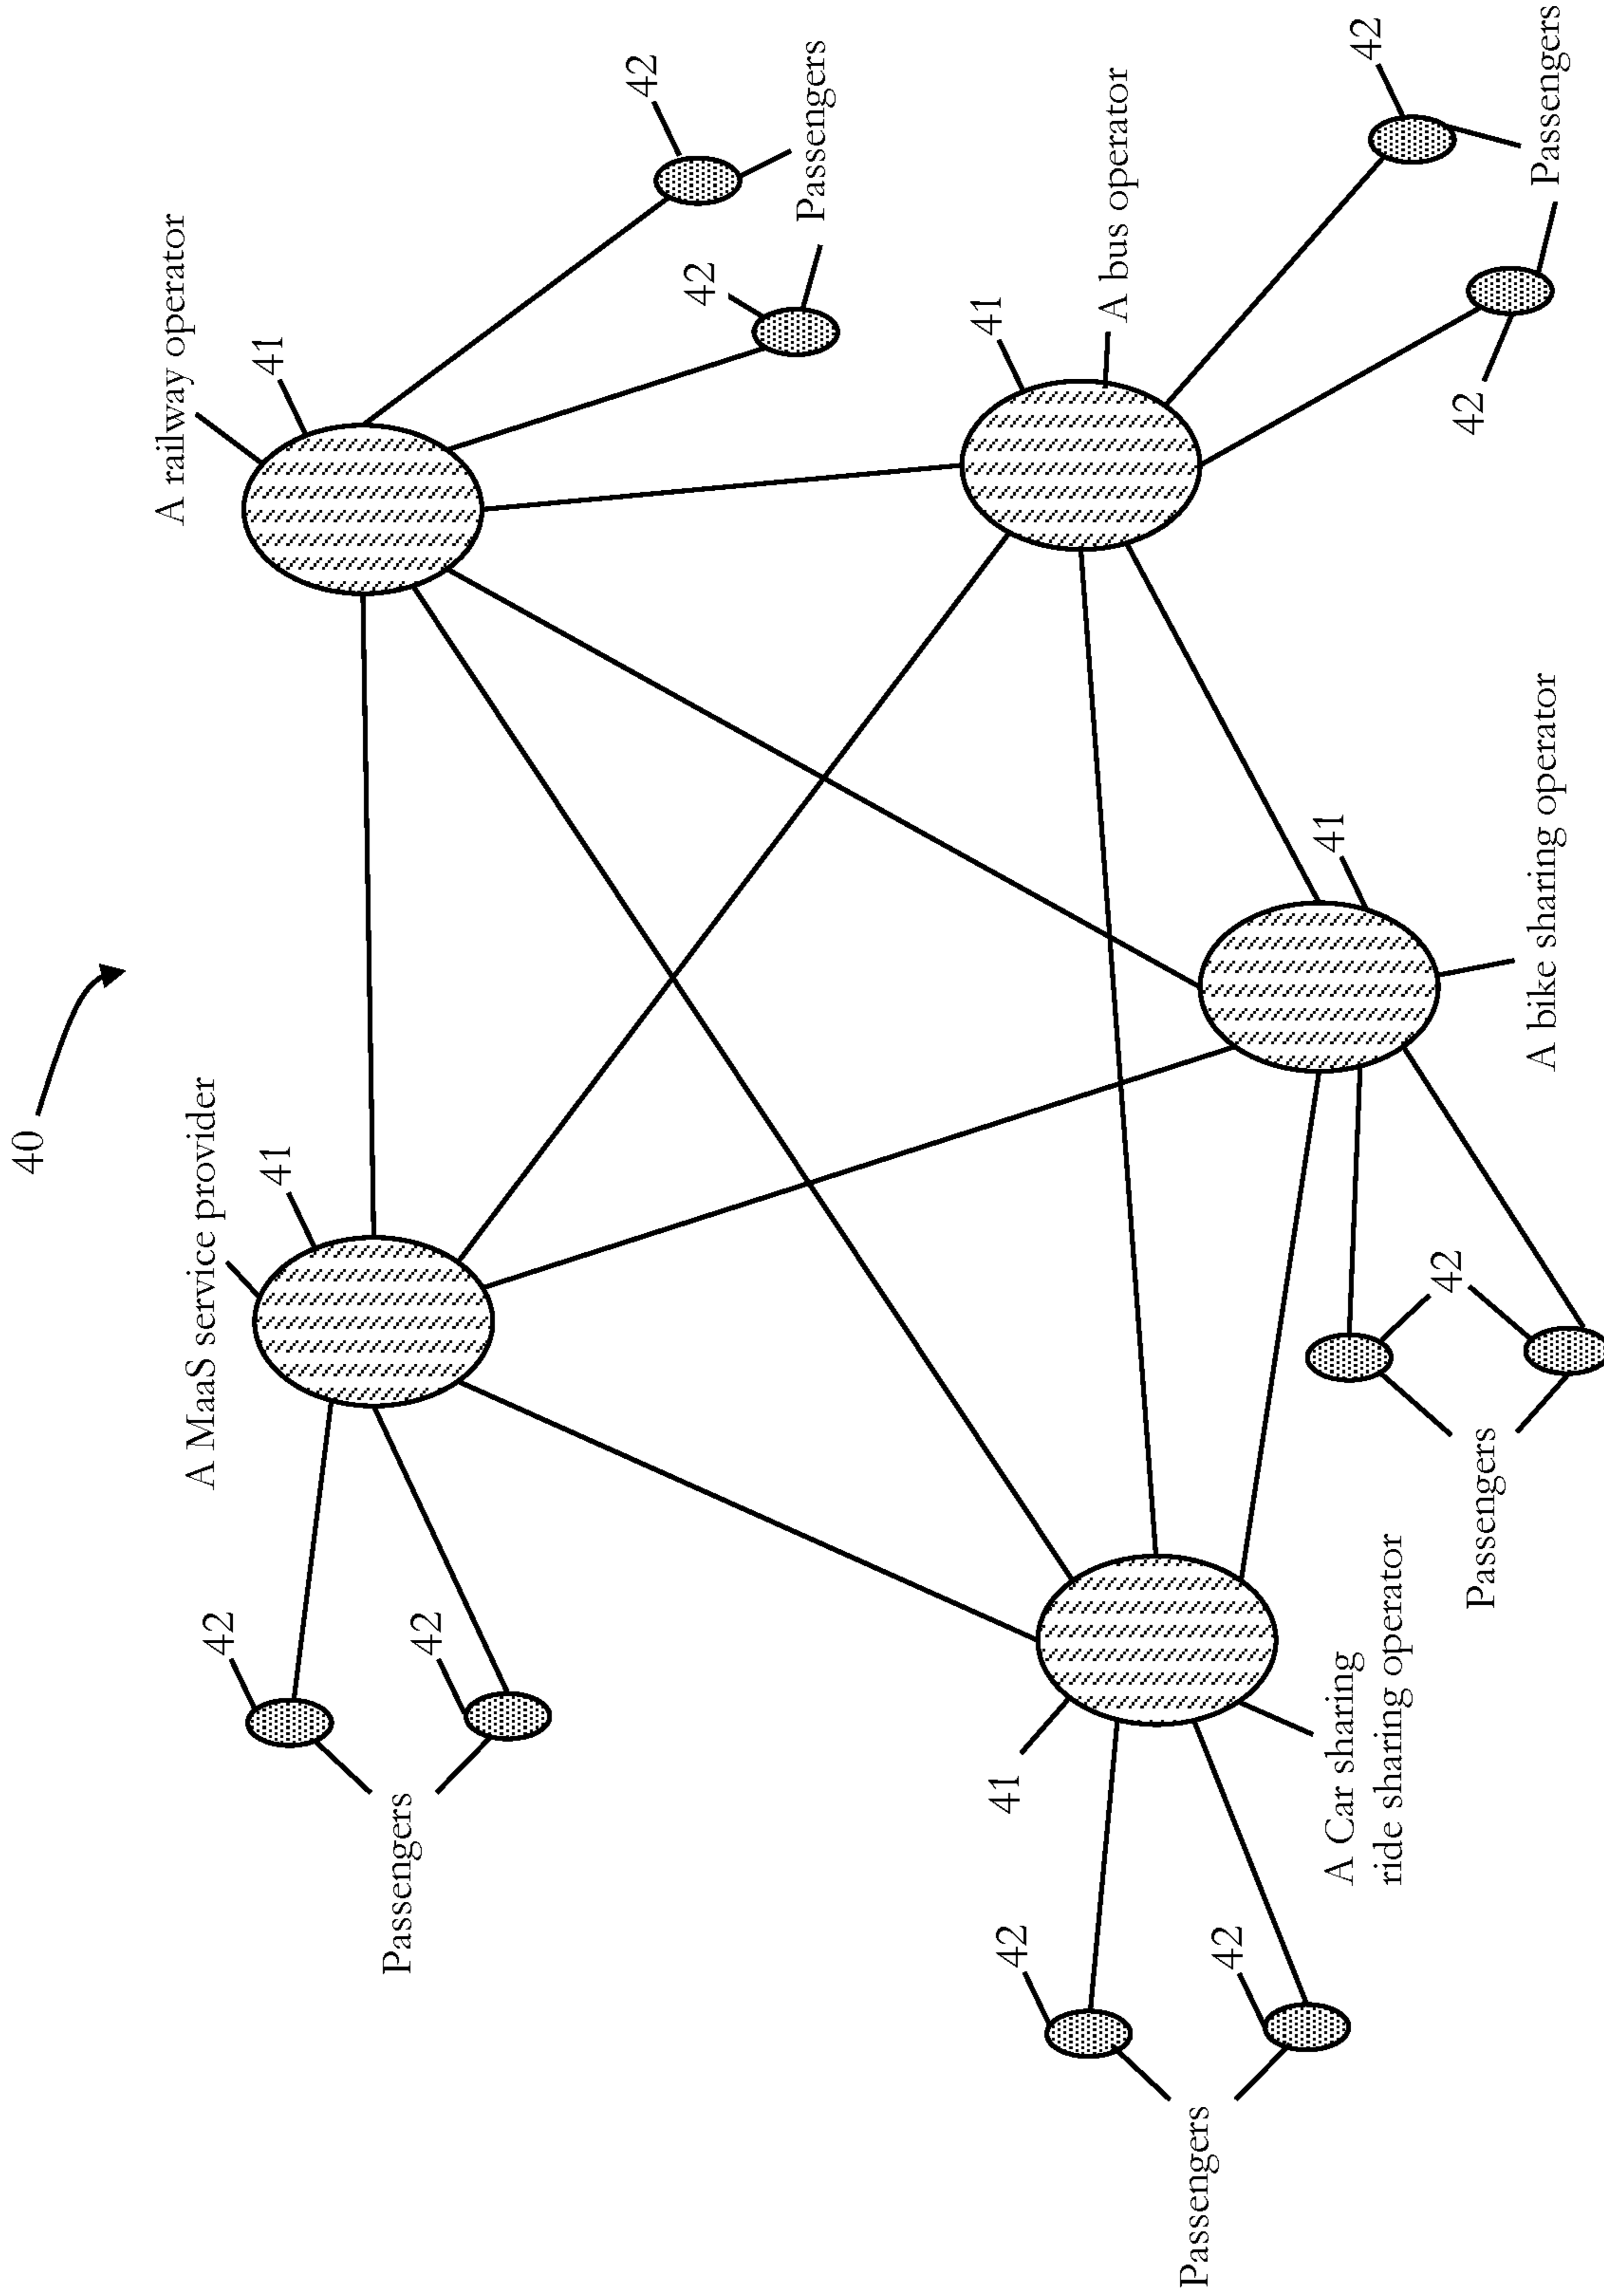 40
A railway operator
A MaaS service provider
42
41
41
Passengers
42
42
42
Passengers
41
42
41
A bus operator
Passengers
42
41
A Car sharing
ride sharing operator
42
42
42
Passengers
A bike sharing operator
Passengers